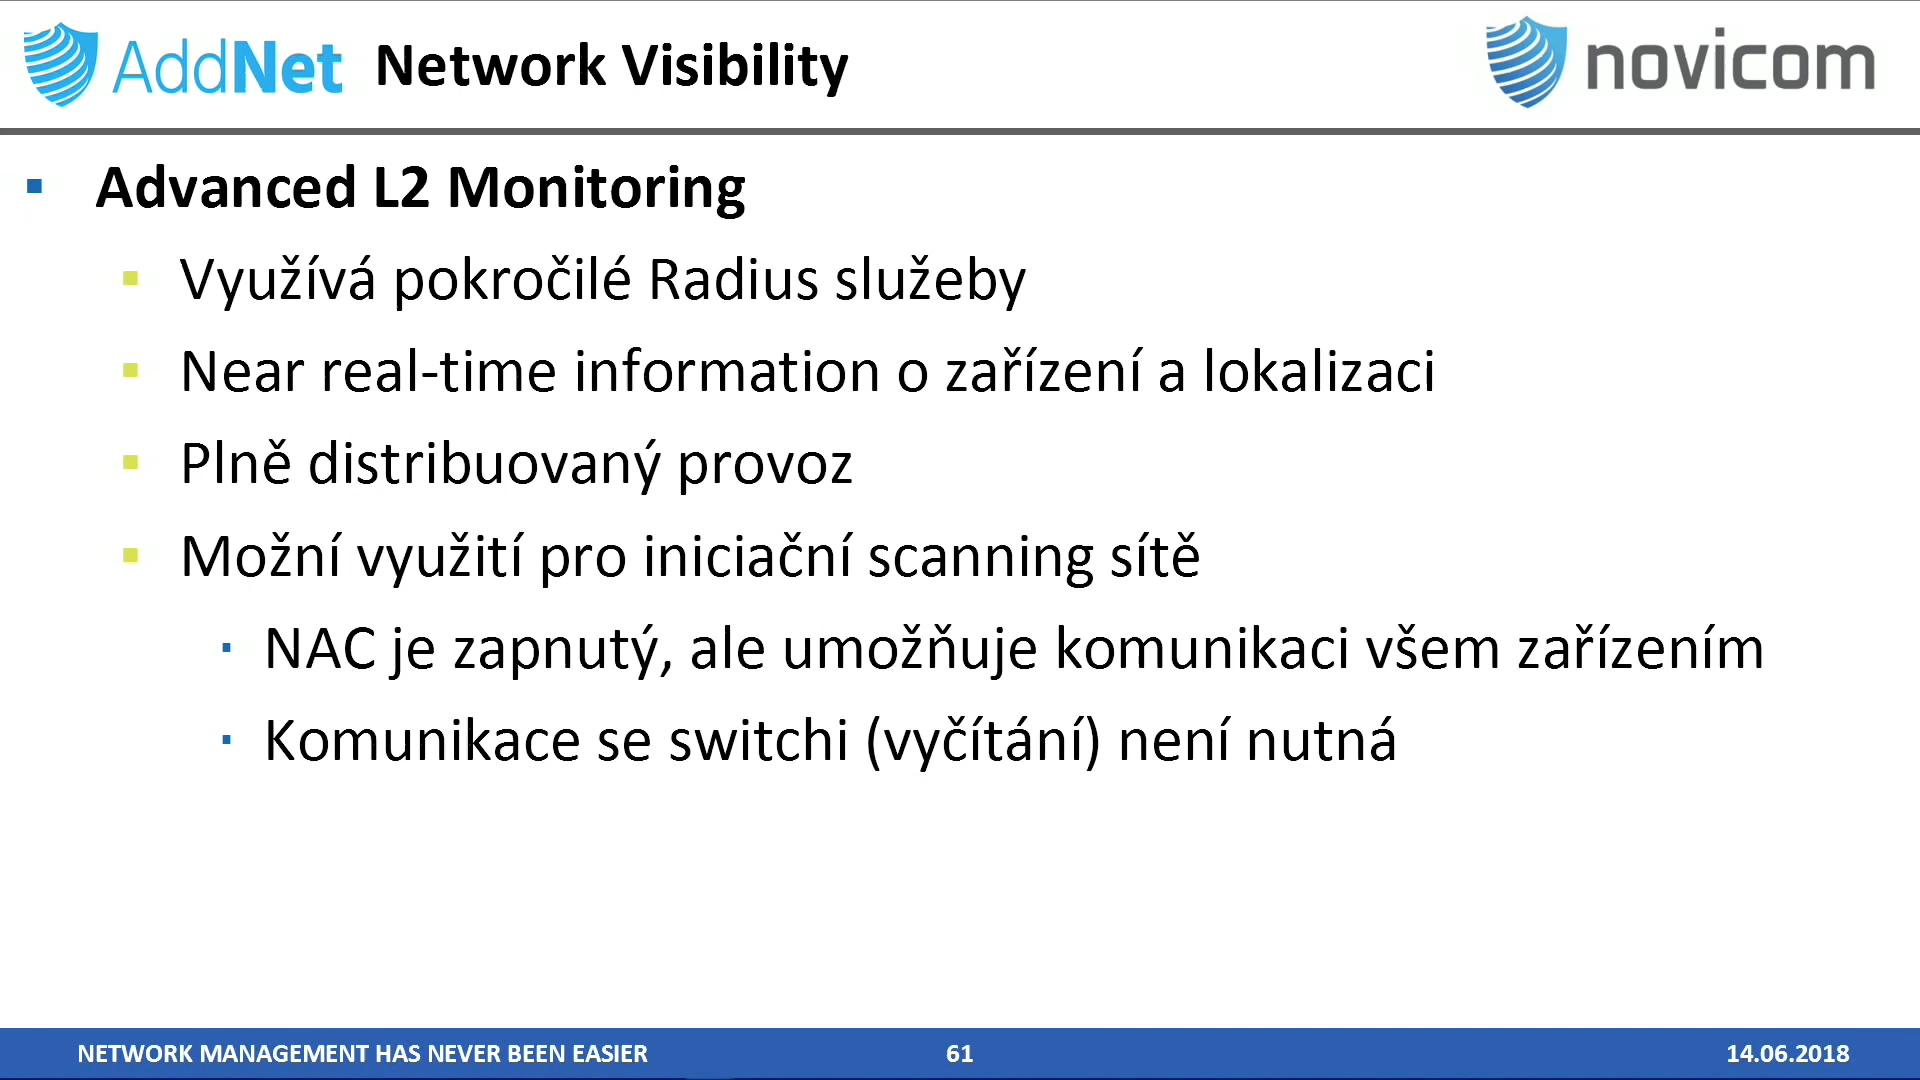 AddNet Network Visibility novicom
Advanced L2 Monitoring
Využívá pokročilé Radius služeby
Near real-time information o zařízení a lokalizaci
Plně distribuovaný provoz
Možní využití pro iniciační scanning sítě
NAC je zapnutý, ale umožňuje komunikaci všem zařízením
Komunikace se switchi (vyčítání) není nutná
NETWORK MANAGEMENT HAS NEVER BEEN EASIER 61 14.06.2018